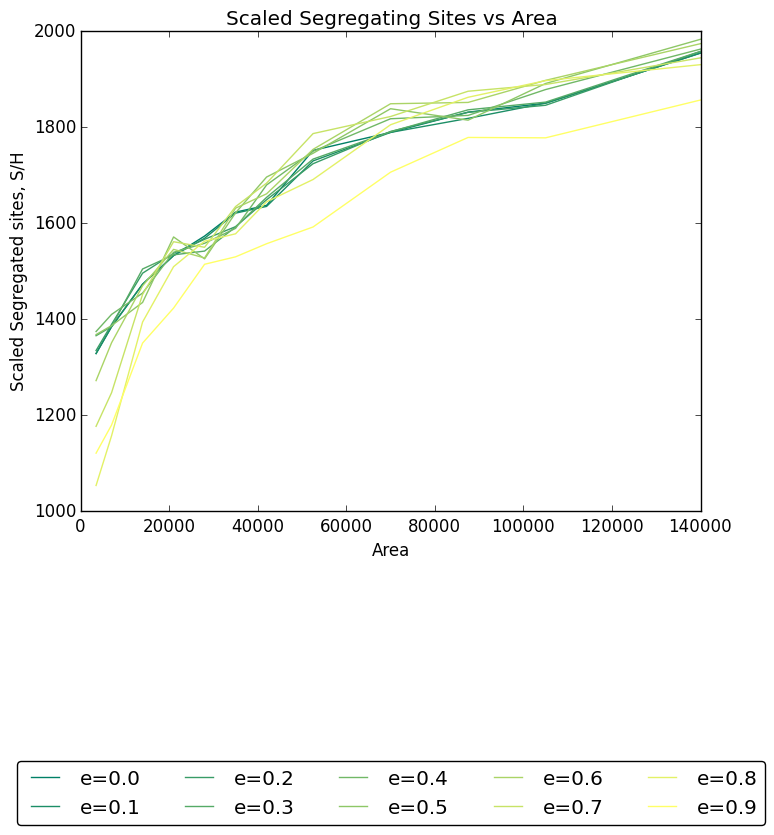 Scaled Segregating Sites vs Area
2000
1800
1600
1400
1200
1000
Scaled Segregated sites, S/H
0 20000 40000 60000 80000 100000 120000 140000
Area
e=0.0 e=0.2 e=0.4 e=0.6 e=0.8
e=0.1 e=0.3 e=0.5 e=0.7 e=0.9